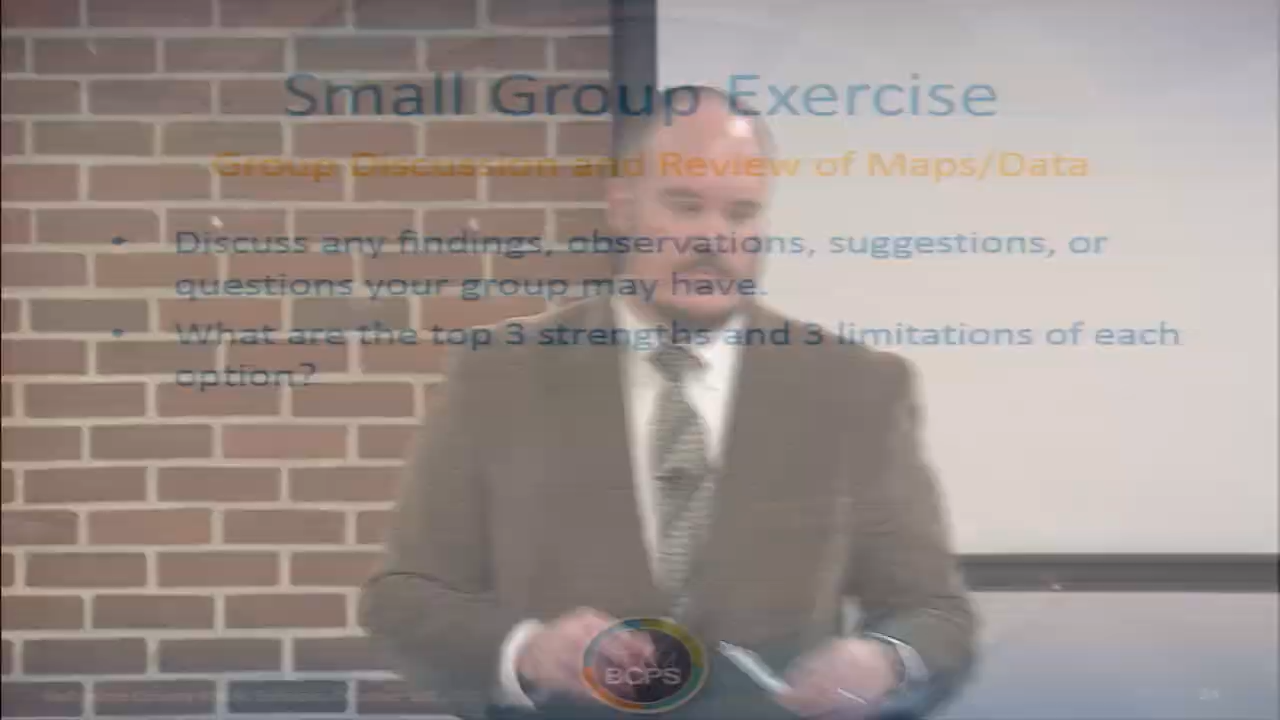 Small Group Exercise
Group Discussion and Review of Maps/Data
• Discuss any findings, observations, suggestions, or
questions your group may have.
• What are the top 3 strengths and 3 limitations of each
option?
BCPS
24